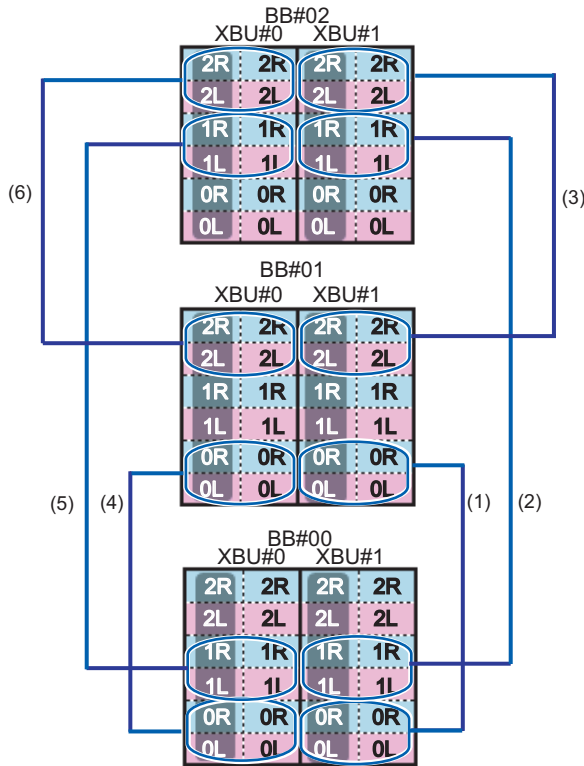 BB#02
XBU#0 XBU#1
2R 2R 2R 2R
2L 2L 2L 2L
1R 1R 1R 1R
1L 1L 1L 1L
(6) 0R 0R 0R 0R (3)
0L 0L 0L 0L
BB#01
XBU#0 XBU#1
2R 2R 2R 2R
2L 2L 2L 2L
1R 1R 1R 1R
1L 1L 1L 1L
0R 0R 0R 0R
(5) (4) 0L 0L 0L 0L (1) (2)
BB#00
XBU#0 XBU#1
2R 2R 2R 2R
2L 2L 2L 2L
1R 1R 1R 1R
1L 1L 1L 1L
0R 0R 0R 0R
0L 0L 0L 0L